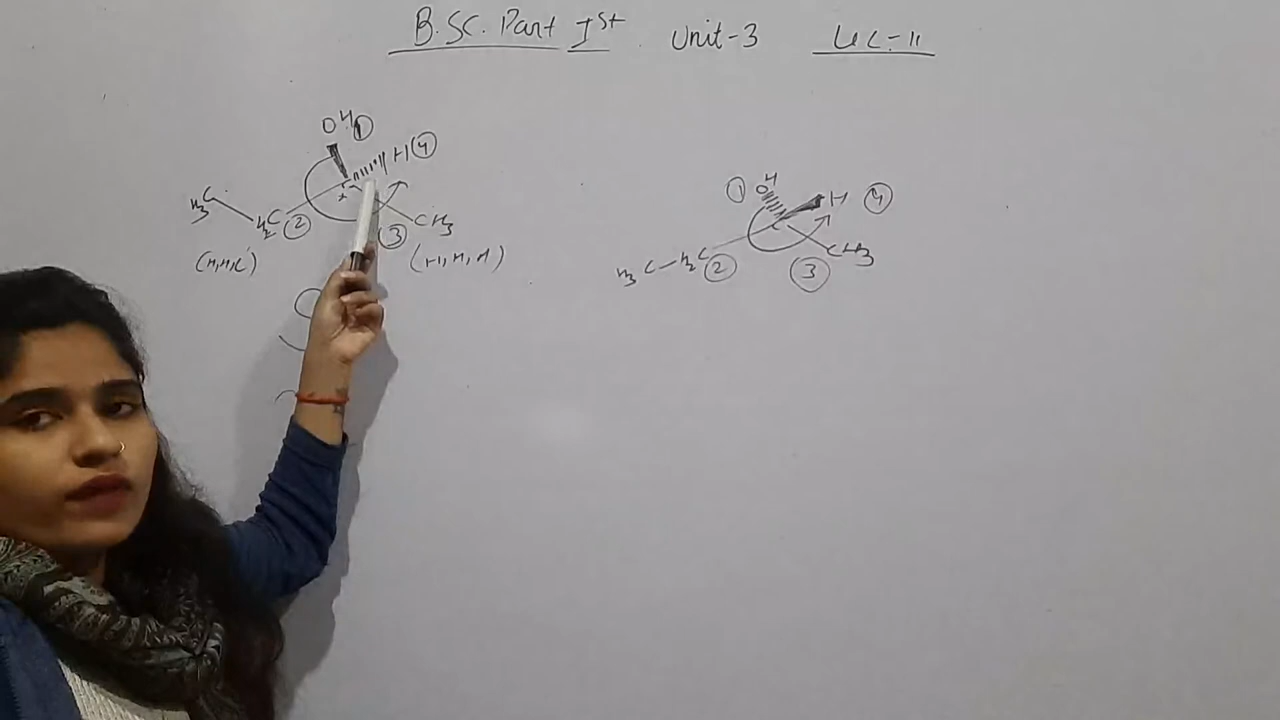 B.SC. Part Ist Unit-3 LEC-11
OH ①
H ④
H3C
H2C ②
③ CH3
(H,H,C)
(H,H,H)
① OH
H ④
H3C-H2C ②
C
CH3
③